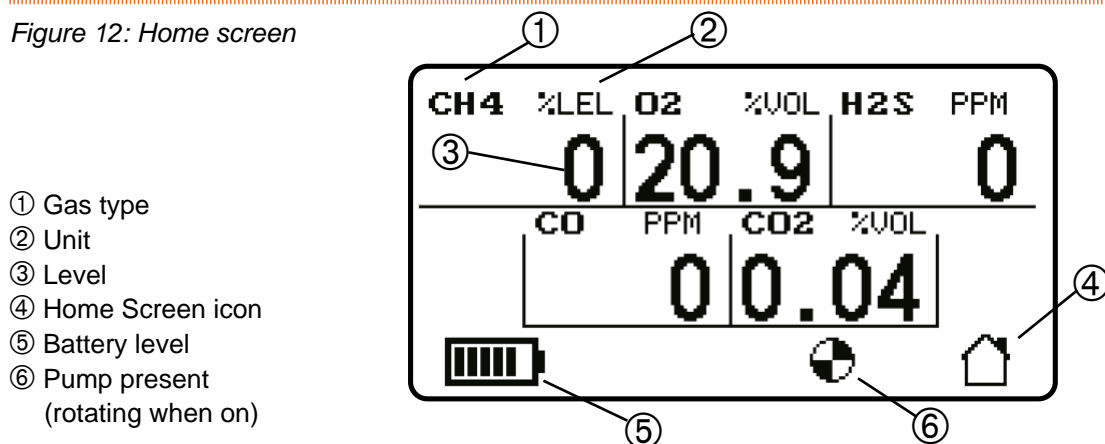 Figure 12: Home screen
① ②
CH4 %LEL O2 %VOL H2S PPM
③ 0 20.9 0
① Gas type
CO PPM CO2 %VOL
② Unit
③ Level
0 0.04 ④
④ Home Screen icon
⑤ Battery level
⑥ Pump present
(rotating when on)
⑤ ⑥